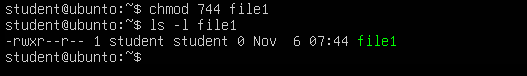 student@ubunto:~$ chmod 744 file1
student@ubunto:~$ ls -l file1
-rwxr--r-- 1 student student 0 Nov  6 07:44 file1
student@ubunto:~$